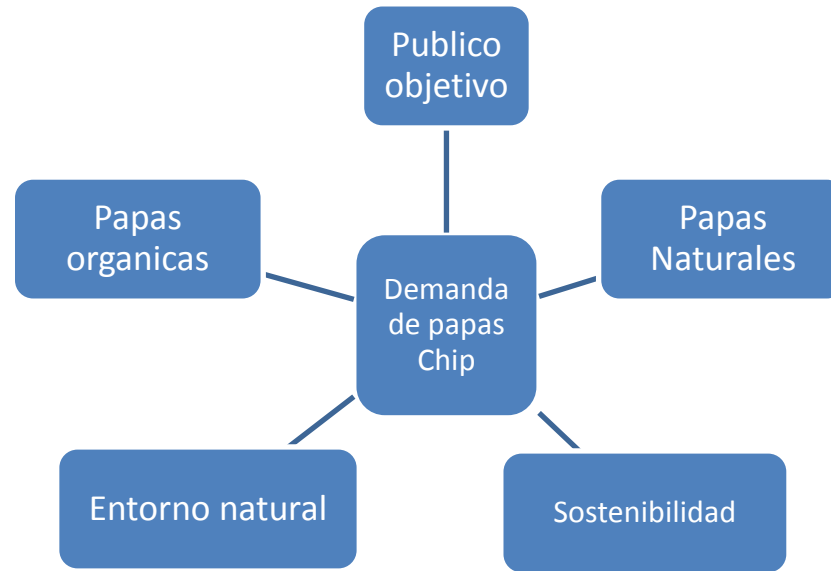 Publico
objetivo
Papas
organicas
Papas
Naturales
Demanda
de papas
Chip
Entorno natural
Sostenibilidad